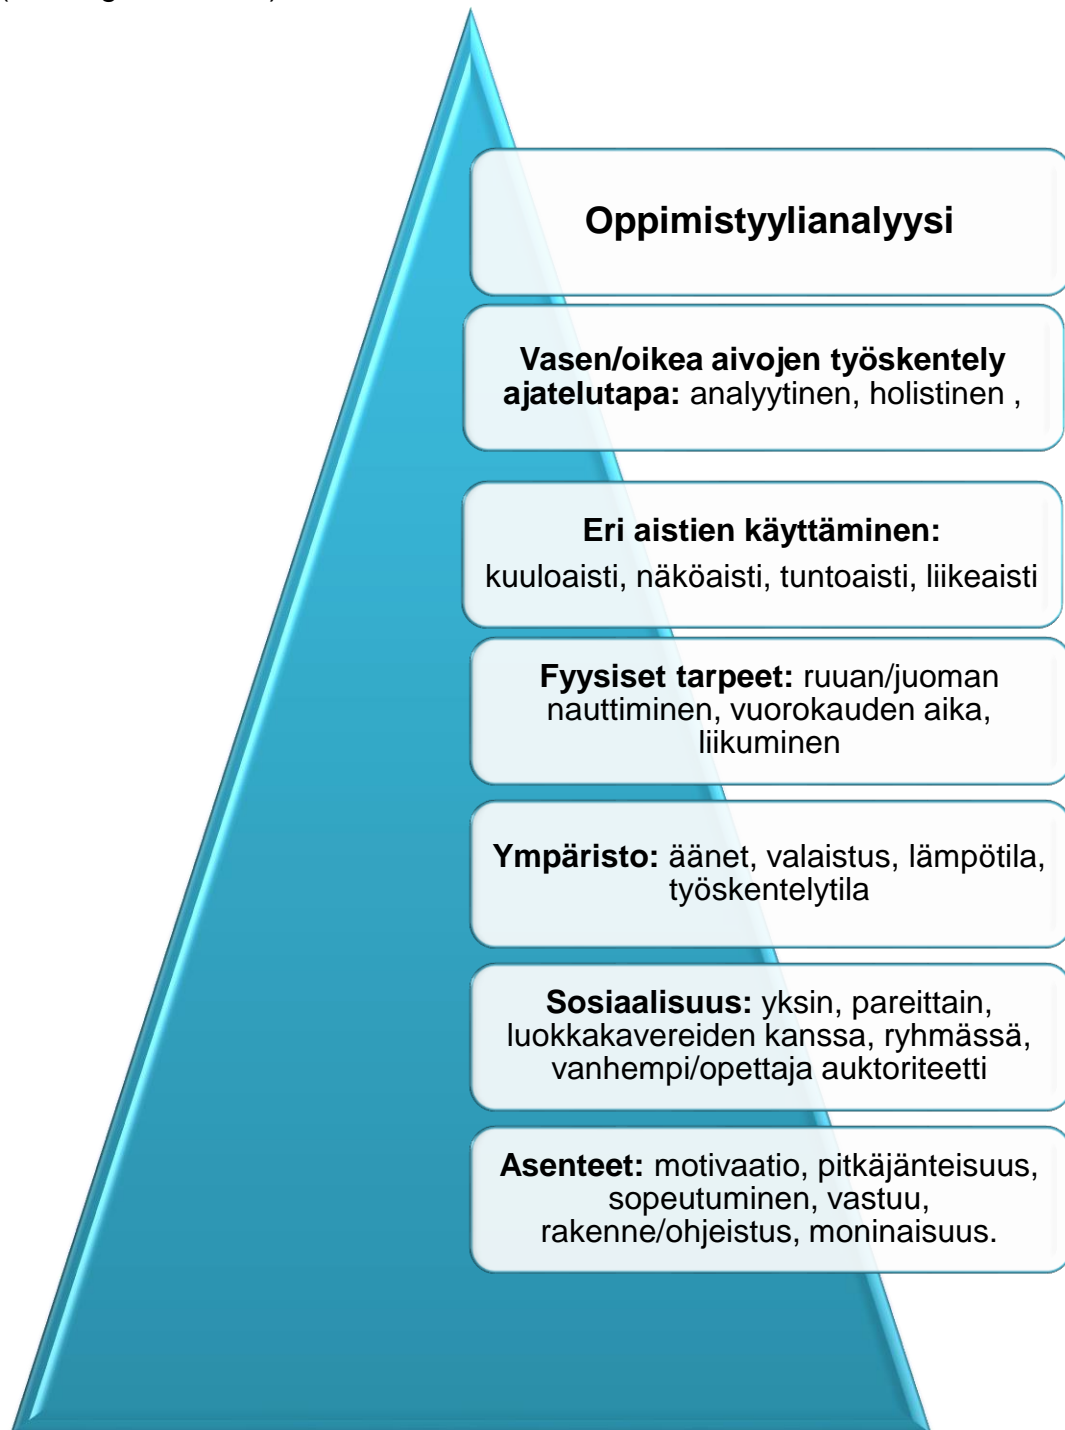 Oppimistyylianalyysi
Vasen/oikea aivojen työskentely
ajatelutapa: analyytinen, holistinen ,
Eri aistien käyttäminen:
kuuloaisti, näköaisti, tuntoaisti, liikeaisti
Fyysiset tarpeet: ruuan/juoman
nauttiminen, vuorokauden aika,
liikuminen
Ympäristo: äänet, valaistus, lämpötila,
työskentelytila
Sosiaalisuus: yksin, pareittain,
luokkakavereiden kanssa, ryhmässä,
vanhempi/opettaja auktoriteetti
Asenteet: motivaatio, pitkäjänteisuus,
sopeutuminen, vastuu,
rakenne/ohjeistus, moninaisuus.